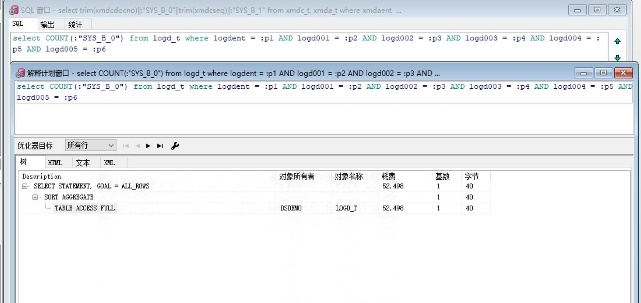 SQL 窗口 - select trim(xmdcdocno)||:"SYS_B_0"||trim(xmdcseq)||:"SYS_B_1" from xmdc_t, xmda_t where xmdaent ...
SQL 输出 统计
select COUNT(:"SYS_B_0") from logd_t where logdent = :p1 AND logd001 = :p2 AND logd002 = :p3 AND logd003 = :p4 AND logd004 = :
p5 AND logd005 = :p6
解释计划窗口 - select COUNT(:"SYS_B_0") from logd_t where logdent = :p1 AND logd001 = :p2 AND logd002 = :p3 AND ...
select COUNT(:"SYS_B_0") from logd_t where logdent = :p1 AND logd001 = :p2 AND logd002 = :p3 AND logd003 = :p4 AND logd004 = :p5 AND
logd005 = :p6
优化器目标 所有行
树 HTML 文本 XML
Description 对象所有者 对象名称 耗费 基数 字节
SELECT STATEMENT, GOAL = ALL_ROWS 52,498 1 40
SORT AGGREGATE 1 40
TABLE ACCESS FULL DSDEMO LOGD_T 52,498 1 40